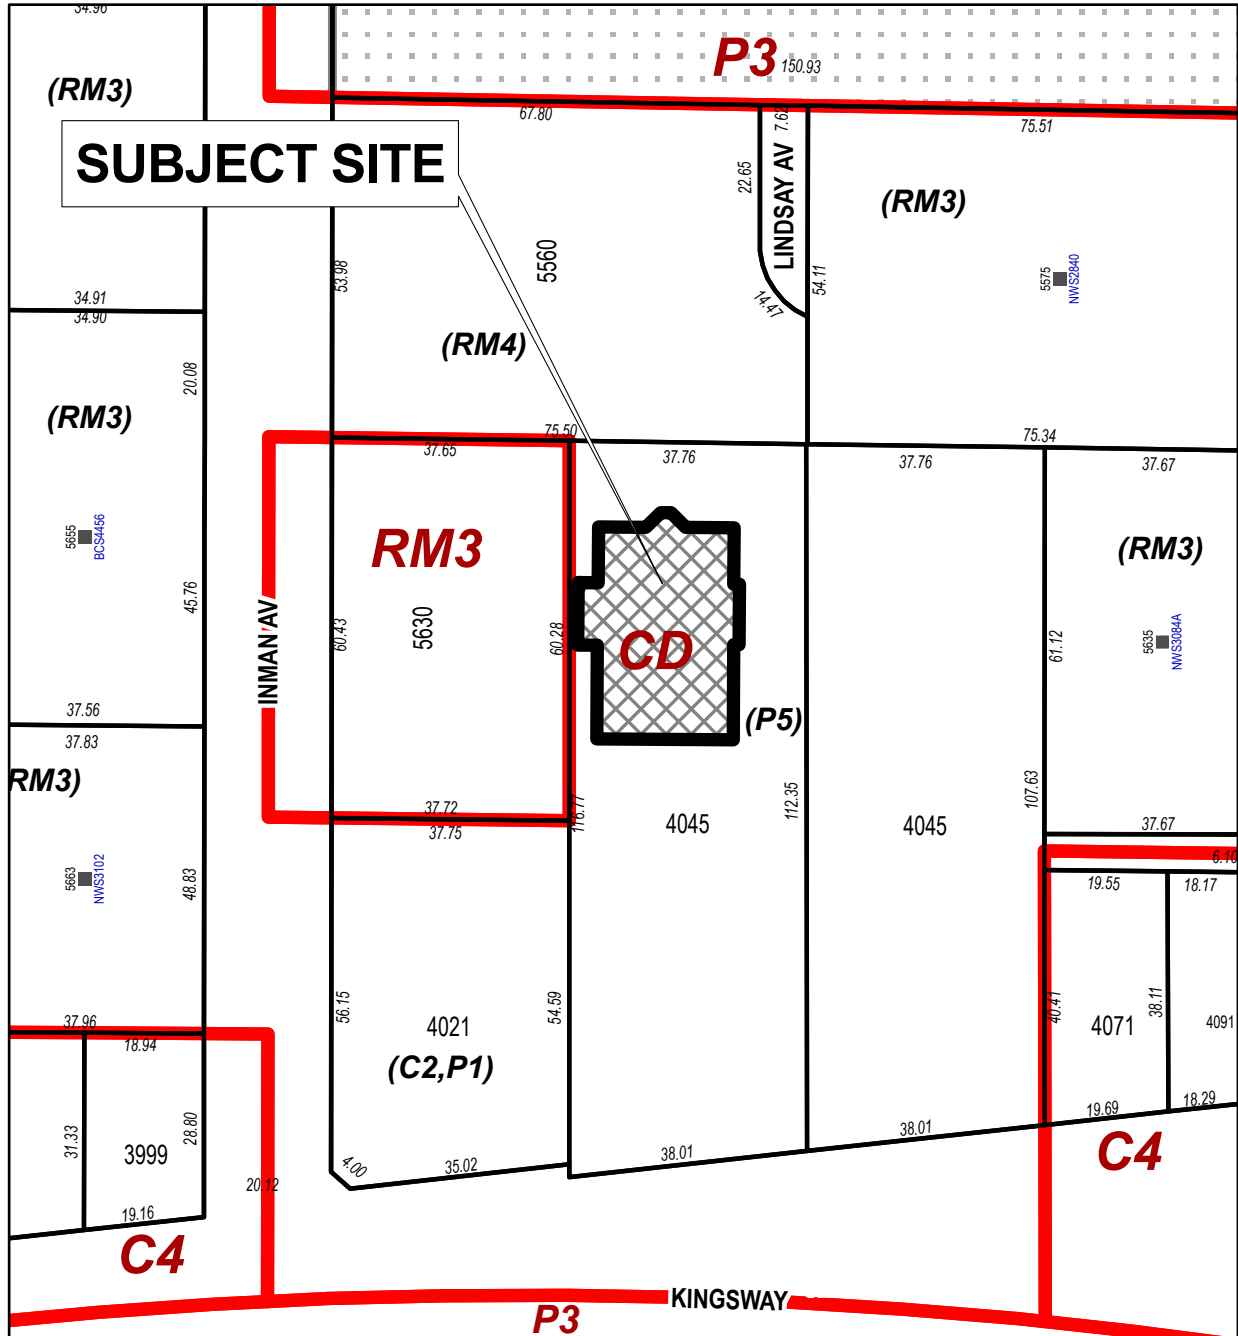 34.96
P3
150.93
(RM3)
67.80
7.62
75.51
SUBJECT SITE
22.65
LINDSAY AV
(RM3)
5560
53.98
54.11
5575
NWS2840
34.91
34.90
14.47
(RM4)
20.08
(RM3)
75.50
75.34
37.65
37.76
37.76
37.67
5655
BCS4456
RM3
(RM3)
45.76
INMAN AV
60.43
5630
60.28
CD
61.12
5635
NWS3084A
37.56
(P5)
37.83
RM3)
37.72
37.75
116.77
4045
112.35
4045
107.63
37.67
6.10
5663
NWS3102
48.83
19.55
18.17
56.15
54.59
40.41
38.11
37.96
18.94
4021
4071
4091
(C2,P1)
31.33
28.80
3999
19.69
18.29
38.01
38.01
4.00
35.02
C4
20.12
19.16
C4
KINGSWAY
P3